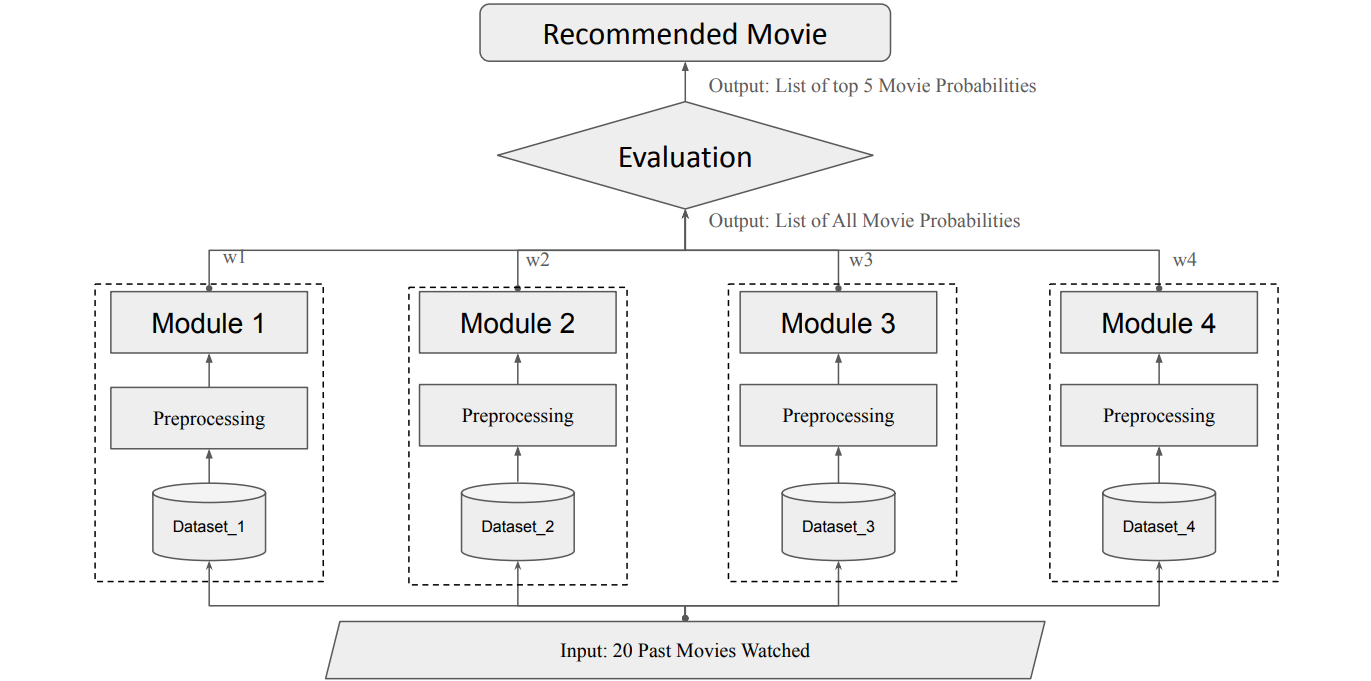 Recommended Movie
Output: List of top 5 Movie Probabilities
Evaluation
Output: List of All Movie Probabilities
w1
w2
w3
w4
Module 1
Module 2
Module 3
Module 4
Preprocessing
Preprocessing
Preprocessing
Preprocessing
Dataset_1
Dataset_2
Dataset_3
Dataset_4
Input: 20 Past Movies Watched